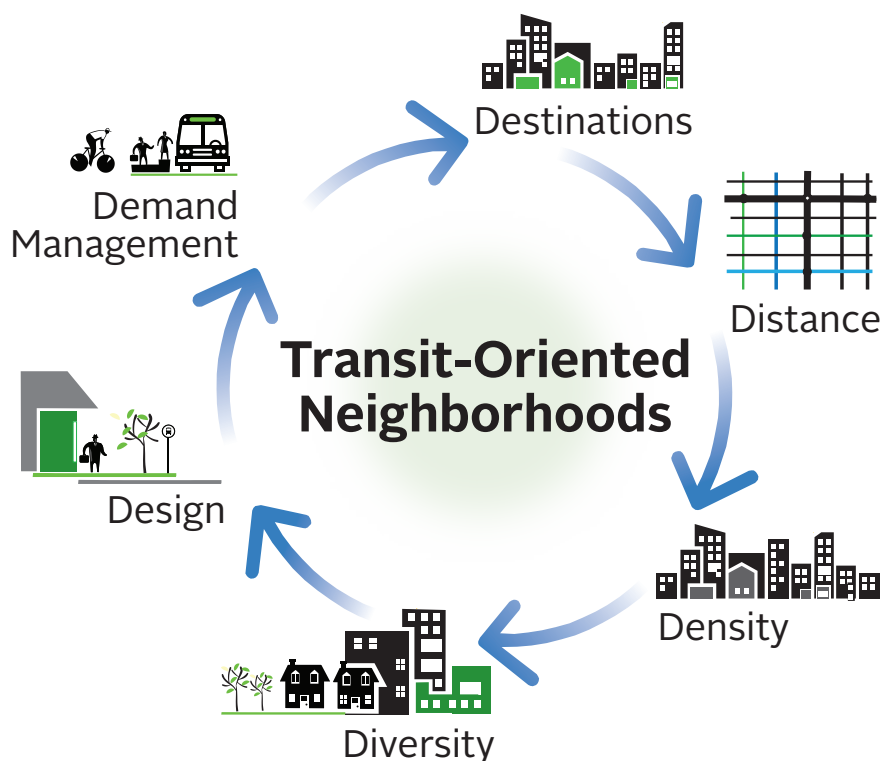 Destinations
Demand
Management
Distance
Transit-Oriented
Neighborhoods
Design
Density
Diversity